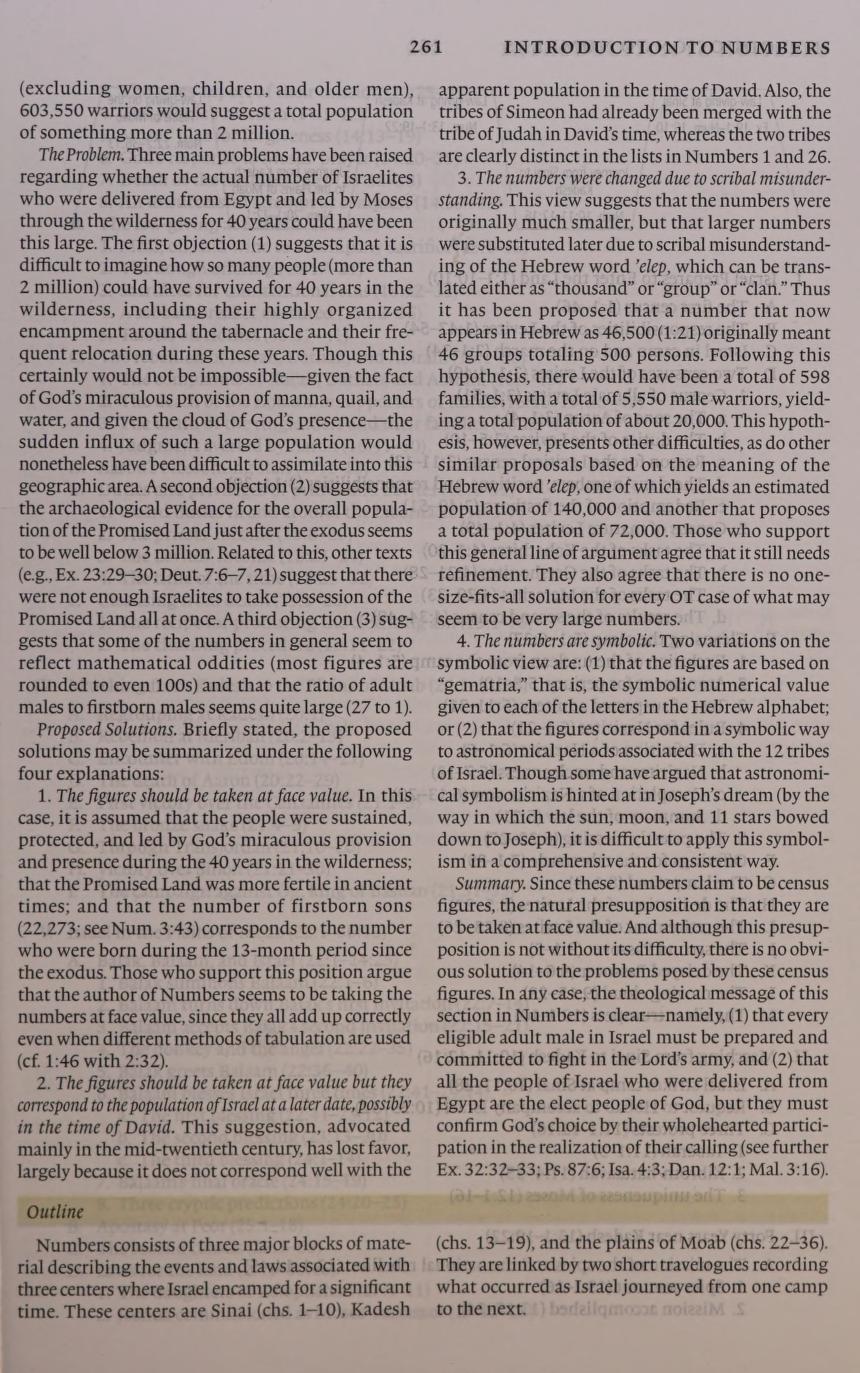 261 INTRODUCTION TO NUMBERS
(excluding women, children, and older men),
603,550 warriors would suggest a total population
of something more than 2 million.
The Problem. Three main problems have been raised
regarding whether the actual number of Israelites
who were delivered from Egypt and led by Moses
through the wilderness for 40 years could have been
this large. The first objection (1) suggests that it is
difficult to imagine how so many people (more than
2 million) could have survived for 40 years in the
wilderness, including their highly organized
encampment around the tabernacle and their fre-
quent relocation during these years. Though this
certainly would not be impossible—given the fact
of God's miraculous provision of manna, quail, and
water, and given the cloud of God's presence—the
sudden influx of such a large population would
nonetheless have been difficult to assimilate into this
geographic area. A second objection (2) suggests that
the archaeological evidence for the overall popula-
tion of the Promised Land just after the exodus seems
to be well below 3 million. Related to this, other texts
(e.g., Ex. 23:29–30; Deut. 7:6–7, 21) suggest that there
were not enough Israelites to take possession of the
Promised Land all at once. A third objection (3) sug-
gests that some of the numbers in general seem to
reflect mathematical oddities (most figures are
rounded to even 100s) and that the ratio of adult
males to firstborn males seems quite large (27 to 1).
Proposed Solutions. Briefly stated, the proposed
solutions may be summarized under the following
four explanations:
1. The figures should be taken at face value. In this
case, it is assumed that the people were sustained,
protected, and led by God's miraculous provision
and presence during the 40 years in the wilderness;
that the Promised Land was more fertile in ancient
times; and that the number of firstborn sons
(22,273; see Num. 3:43) corresponds to the number
who were born during the 13-month period since
the exodus. Those who support this position argue
that the author of Numbers seems to be taking the
numbers at face value, since they all add up correctly
even when different methods of tabulation are used
(cf. 1:46 with 2:32).
2. The figures should be taken at face value but they
correspond to the population of Israel at a later date, possibly
in the time of David. This suggestion, advocated
mainly in the mid-twentieth century, has lost favor,
largely because it does not correspond well with the
apparent population in the time of David. Also, the
tribes of Simeon had already been merged with the
tribe of Judah in David's time, whereas the two tribes
are clearly distinct in the lists in Numbers 1 and 26.
3. The numbers were changed due to scribal misunder-
standing. This view suggests that the numbers were
originally much smaller, but that larger numbers
were substituted later due to scribal misunderstand-
ing of the Hebrew word ’elep, which can be trans-
lated either as “thousand” or “group” or “clan.” Thus
it has been proposed that a number that now
appears in Hebrew as 46,500 (1:21) originally meant
46 groups totaling 500 persons. Following this
hypothesis, there would have been a total of 598
families, with a total of 5,550 male warriors, yield-
ing a total population of about 20,000. This hypoth-
esis, however, presents other difficulties, as do other
similar proposals based on the meaning of the
Hebrew word ’elep, one of which yields an estimated
population of 140,000 and another that proposes
a total population of 72,000. Those who support
this general line of argument agree that it still needs
refinement. They also agree that there is no one-
size-fits-all solution for every OT case of what may
seem to be very large numbers.
4. The numbers are symbolic. Two variations on the
symbolic view are: (1) that the figures are based on
“gematria,” that is, the symbolic numerical value
given to each of the letters in the Hebrew alphabet;
or (2) that the figures correspond in a symbolic way
to astronomical periods associated with the 12 tribes
of Israel. Though some have argued that astronomi-
cal symbolism is hinted at in Joseph's dream (by the
way in which the sun, moon, and 11 stars bowed
down to Joseph), it is difficult to apply this symbol-
ism in a comprehensive and consistent way.
Summary. Since these numbers claim to be census
figures, the natural presupposition is that they are
to be taken at face value. And although this presup-
position is not without its difficulty, there is no obvi-
ous solution to the problems posed by these census
figures. In any case, the theological message of this
section in Numbers is clear—namely, (1) that every
eligible adult male in Israel must be prepared and
committed to fight in the Lord's army, and (2) that
all the people of Israel who were delivered from
Egypt are the elect people of God, but they must
confirm God's choice by their wholehearted partici-
pation in the realization of their calling (see further
Ex. 32:32–33; Ps. 87:6; Isa. 4:3; Dan. 12:1; Mal. 3:16).
Outline
Numbers consists of three major blocks of mate-
rial describing the events and laws associated with
three centers where Israel encamped for a significant
time. These centers are Sinai (chs. 1–10), Kadesh
(chs. 13–19), and the plains of Moab (chs. 22–36).
They are linked by two short travelogues recording
what occurred as Israel journeyed from one camp
to the next.